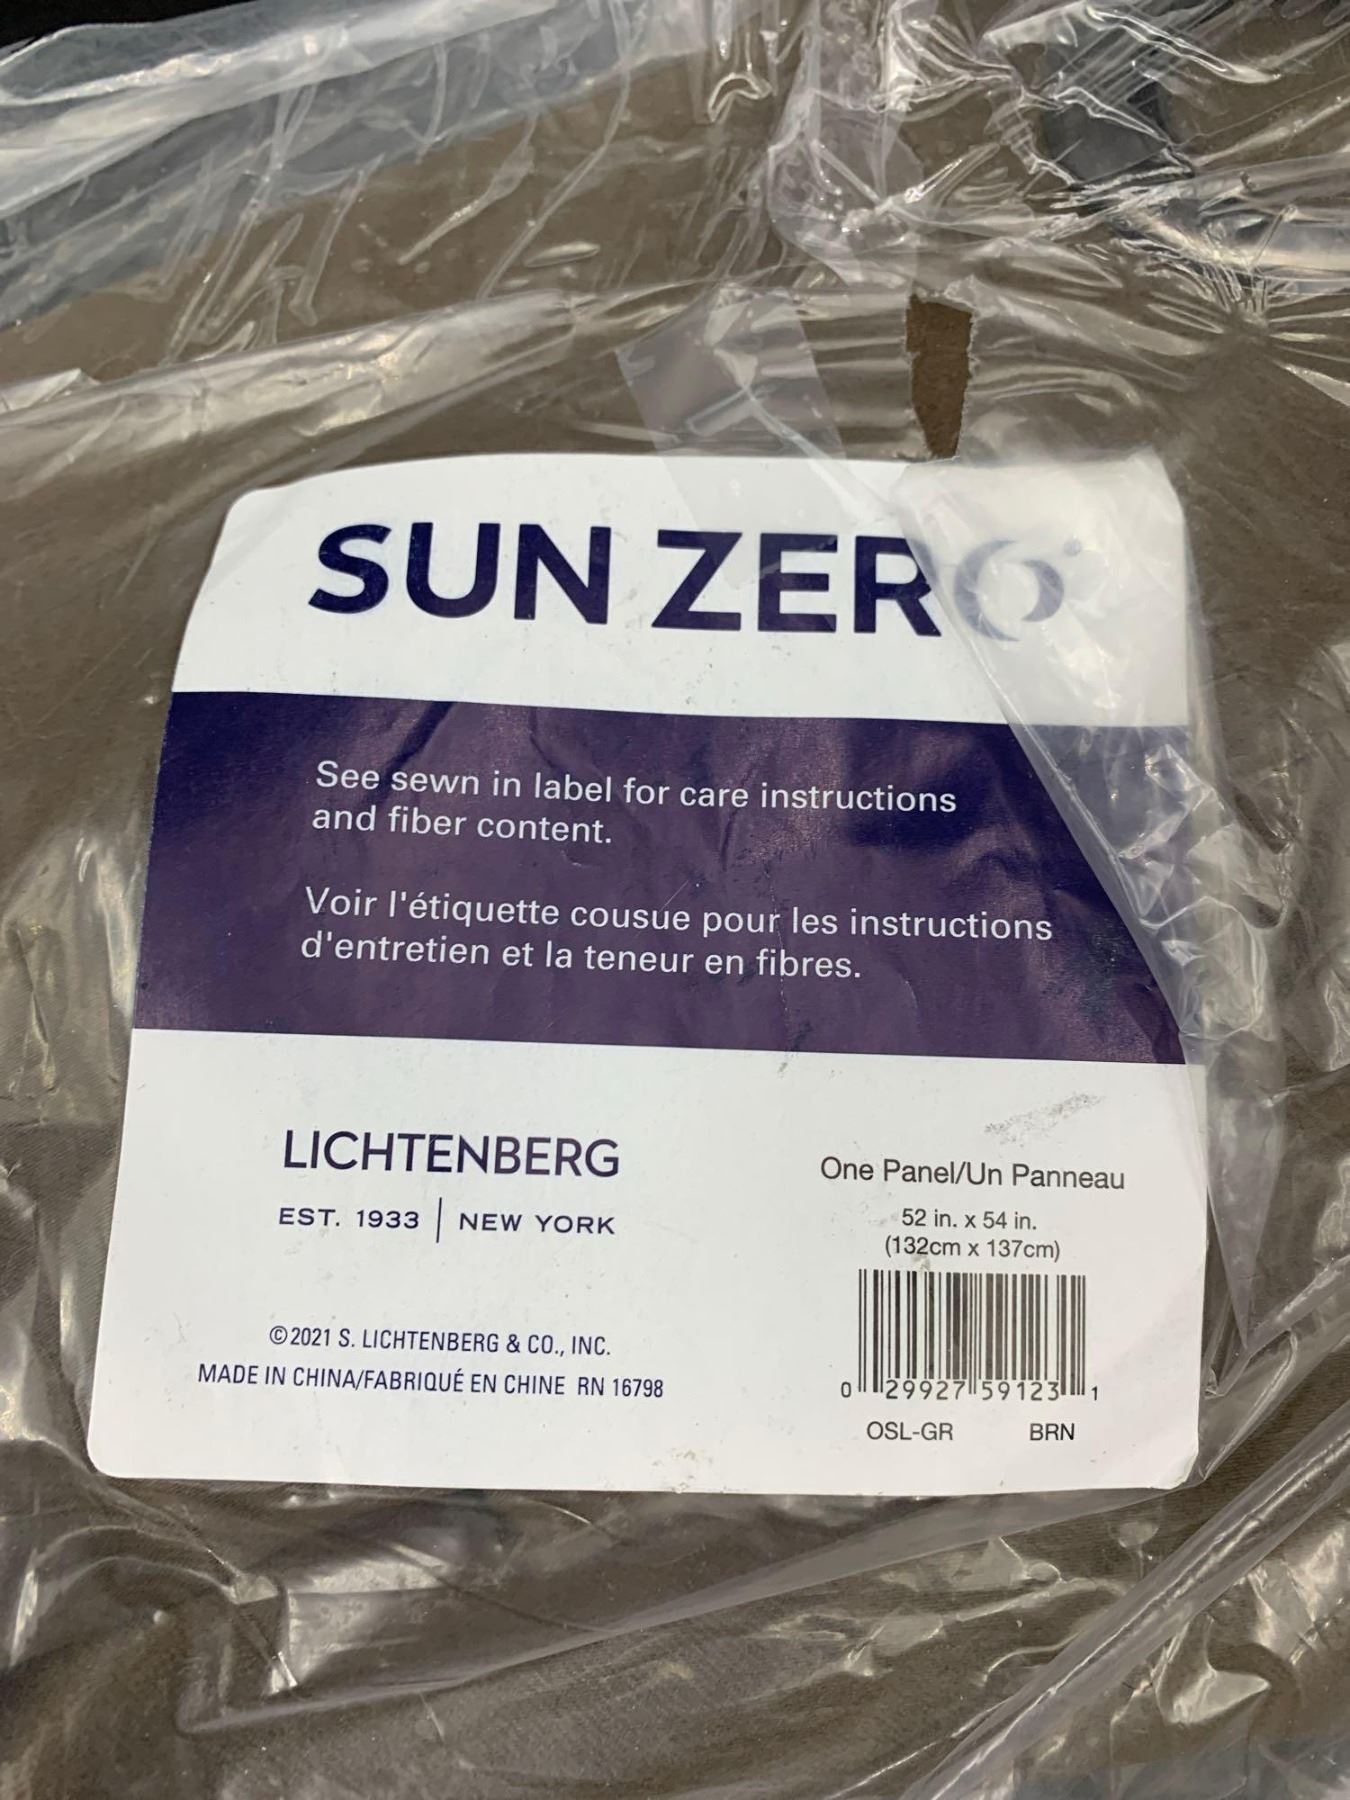 SUN ZERO
See sewn in label for care instructions
and fiber content.
Voir l'étiquette cousue pour les instructions
d'entretien et la teneur en fibres.
LICHTENBERG
EST. 1933 | NEW YORK
©2021 S. LICHTENBERG & CO., INC.
MADE IN CHINA/FABRIQUÉ EN CHINE RN 16798
One Panel/Un Panneau
52 in. x 54 in.
(132cm x 137cm)
0 29927 59123 1
OSL-GR BRN